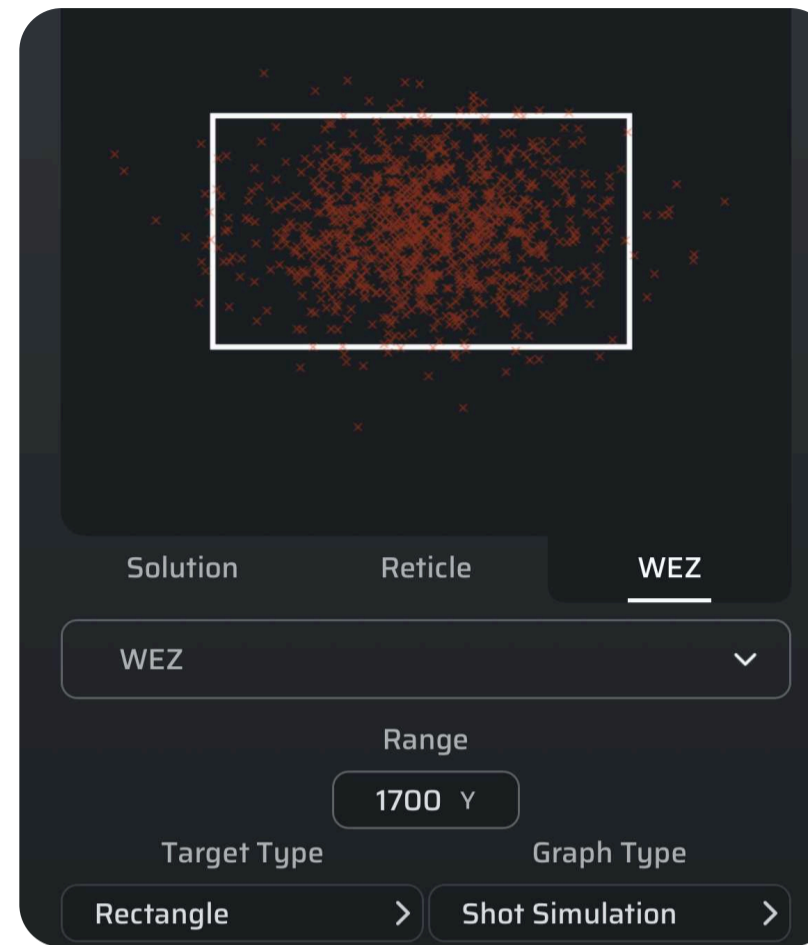 Solution Reticle WEZ
WEZ
Range
1700 Y
Target Type Graph Type
Rectangle Shot Simulation